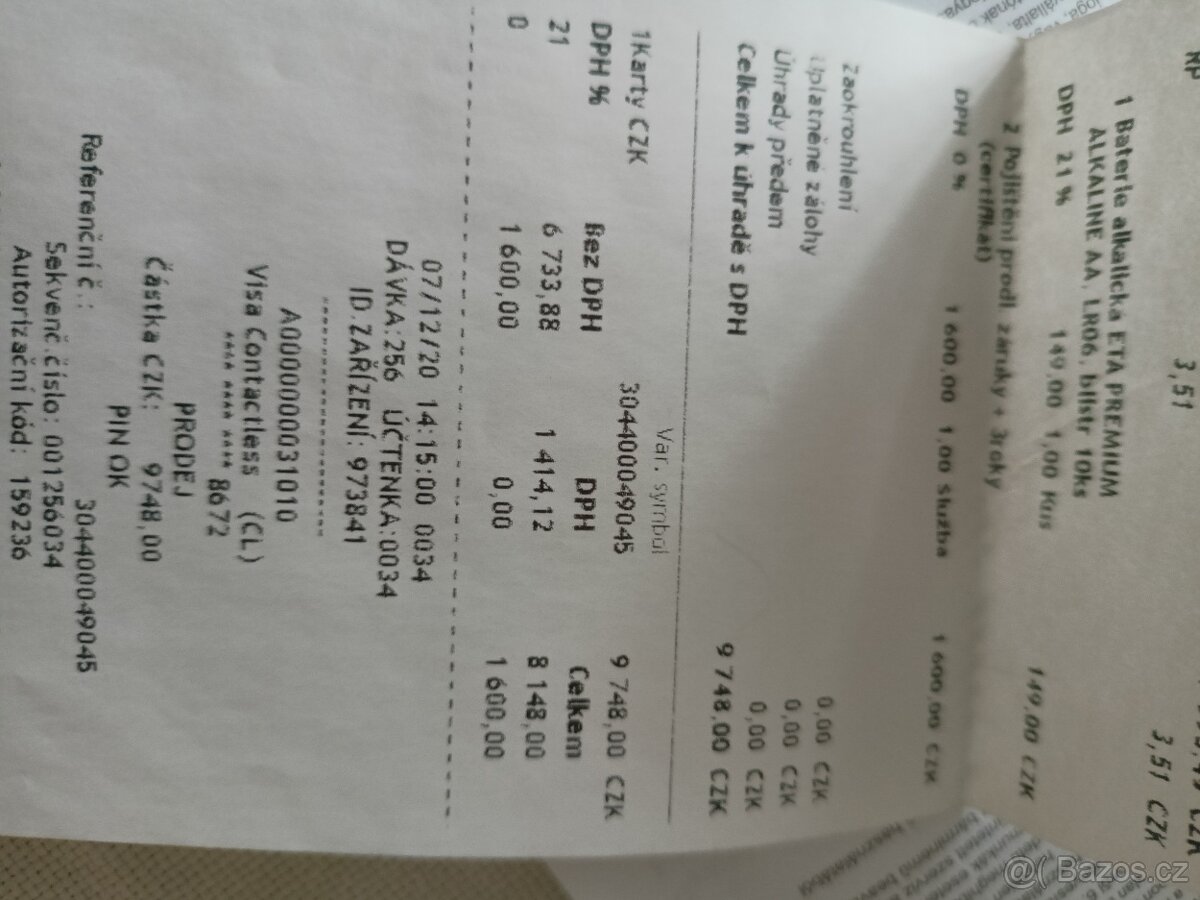 3,51
3,51 CZK
1 Baterie alkalická ETA PREMIUM
ALKALINE AA, LR06, blistr 10ks
DPH 21 % 149,00 1,00 Kus 149,00 CZK
2 Pojištění prodl. záruky + 3roky
(certifikát)
DPH 0 % 1 600,00 1,00 Služba 1 600,00 CZK
Zaokrouhlení 0,00 CZK
Uplatněné zálohy 0,00 CZK
Úhrady předem 0,00 CZK
Celkem k úhradě s DPH 9 748,00 CZK
Var. symbol
1Karty CZK 304400049045 9 748,00 CZK
DPH % Bez DPH DPH Celkem
21 6 733,88 1 414,12 8 148,00
0 1 600,00 0,00 1 600,00
07/12/20 14:15:00 0034
DÁVKA:256 ÚČTENKA:0034
ID.ZAŘÍZENÍ: 973841
A0000000031010
Visa Contactless (CL)
**** **** **** 8672
PRODEJ
Částka CZK: 9748,00
PIN OK
Referenční č.: 304400049045
Sekvenč.číslo: 001256034
Autorizační kód: 159236
@( Bazos.cz